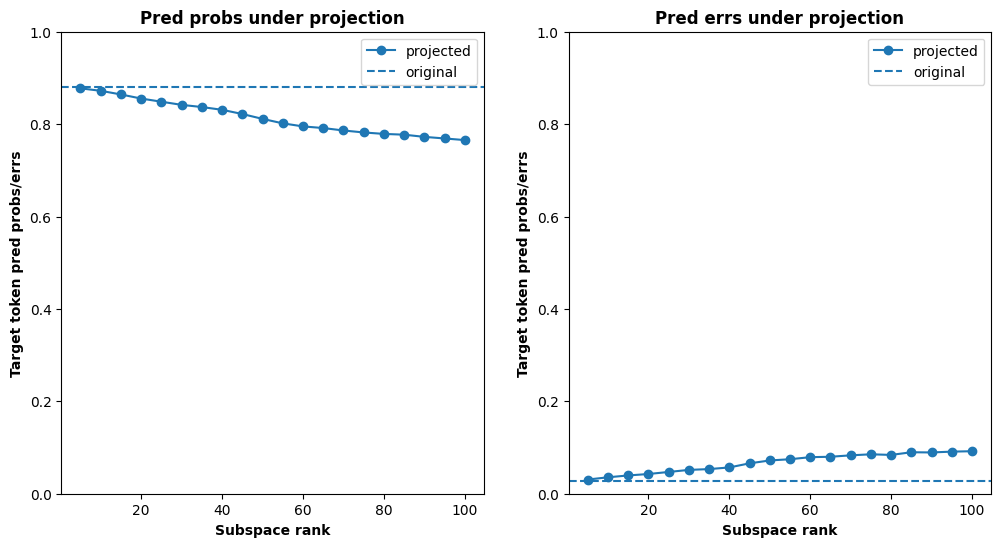 Pred probs under projection
Target token pred probs/errs
1.0
0.8
0.6
0.4
0.2
0.0
projected
original
20 40 60 80 100
Subspace rank
Pred errs under projection
Target token pred probs/errs
1.0
0.8
0.6
0.4
0.2
0.0
projected
original
20 40 60 80 100
Subspace rank